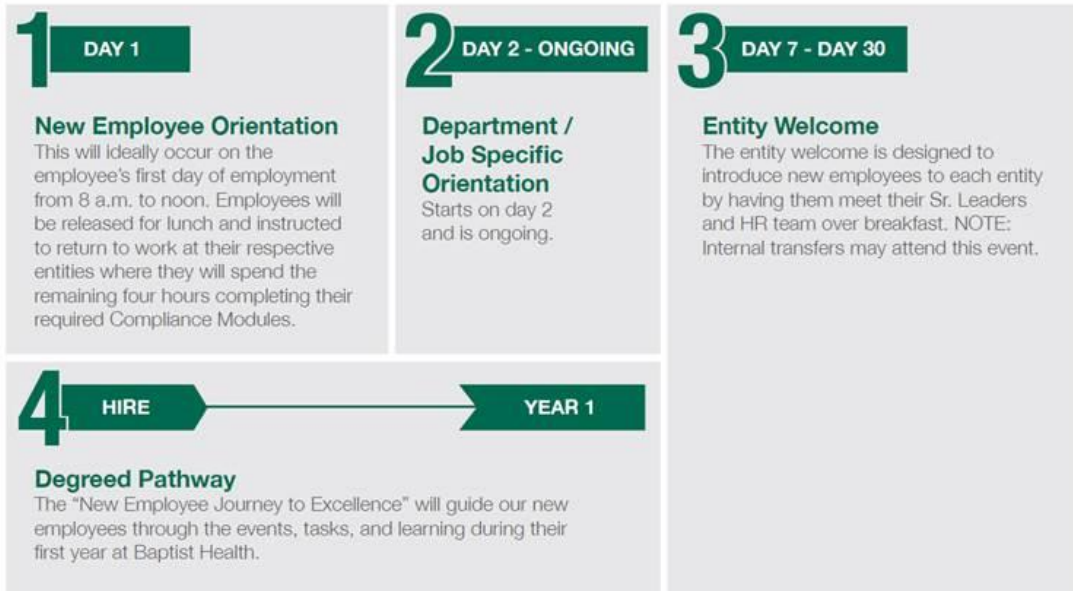 1
DAY 1
New Employee Orientation
This will ideally occur on the
employee's first day of employment
from 8 a.m. to noon. Employees will
be released for lunch and instructed
to return to work at their respective
entities where they will spend the
remaining four hours completing their
required Compliance Modules.
2
DAY 2 - ONGOING
Department /
Job Specific
Orientation
Starts on day 2
and is ongoing.
3
DAY 7 - DAY 30
Entity Welcome
The entity welcome is designed to
introduce new employees to each entity
by having them meet their Sr. Leaders
and HR team over breakfast. NOTE:
Internal transfers may attend this event.
4
HIRE
YEAR 1
Degreed Pathway
The “New Employee Journey to Excellence” will guide our new
employees through the events, tasks, and learning during their
first year at Baptist Health.